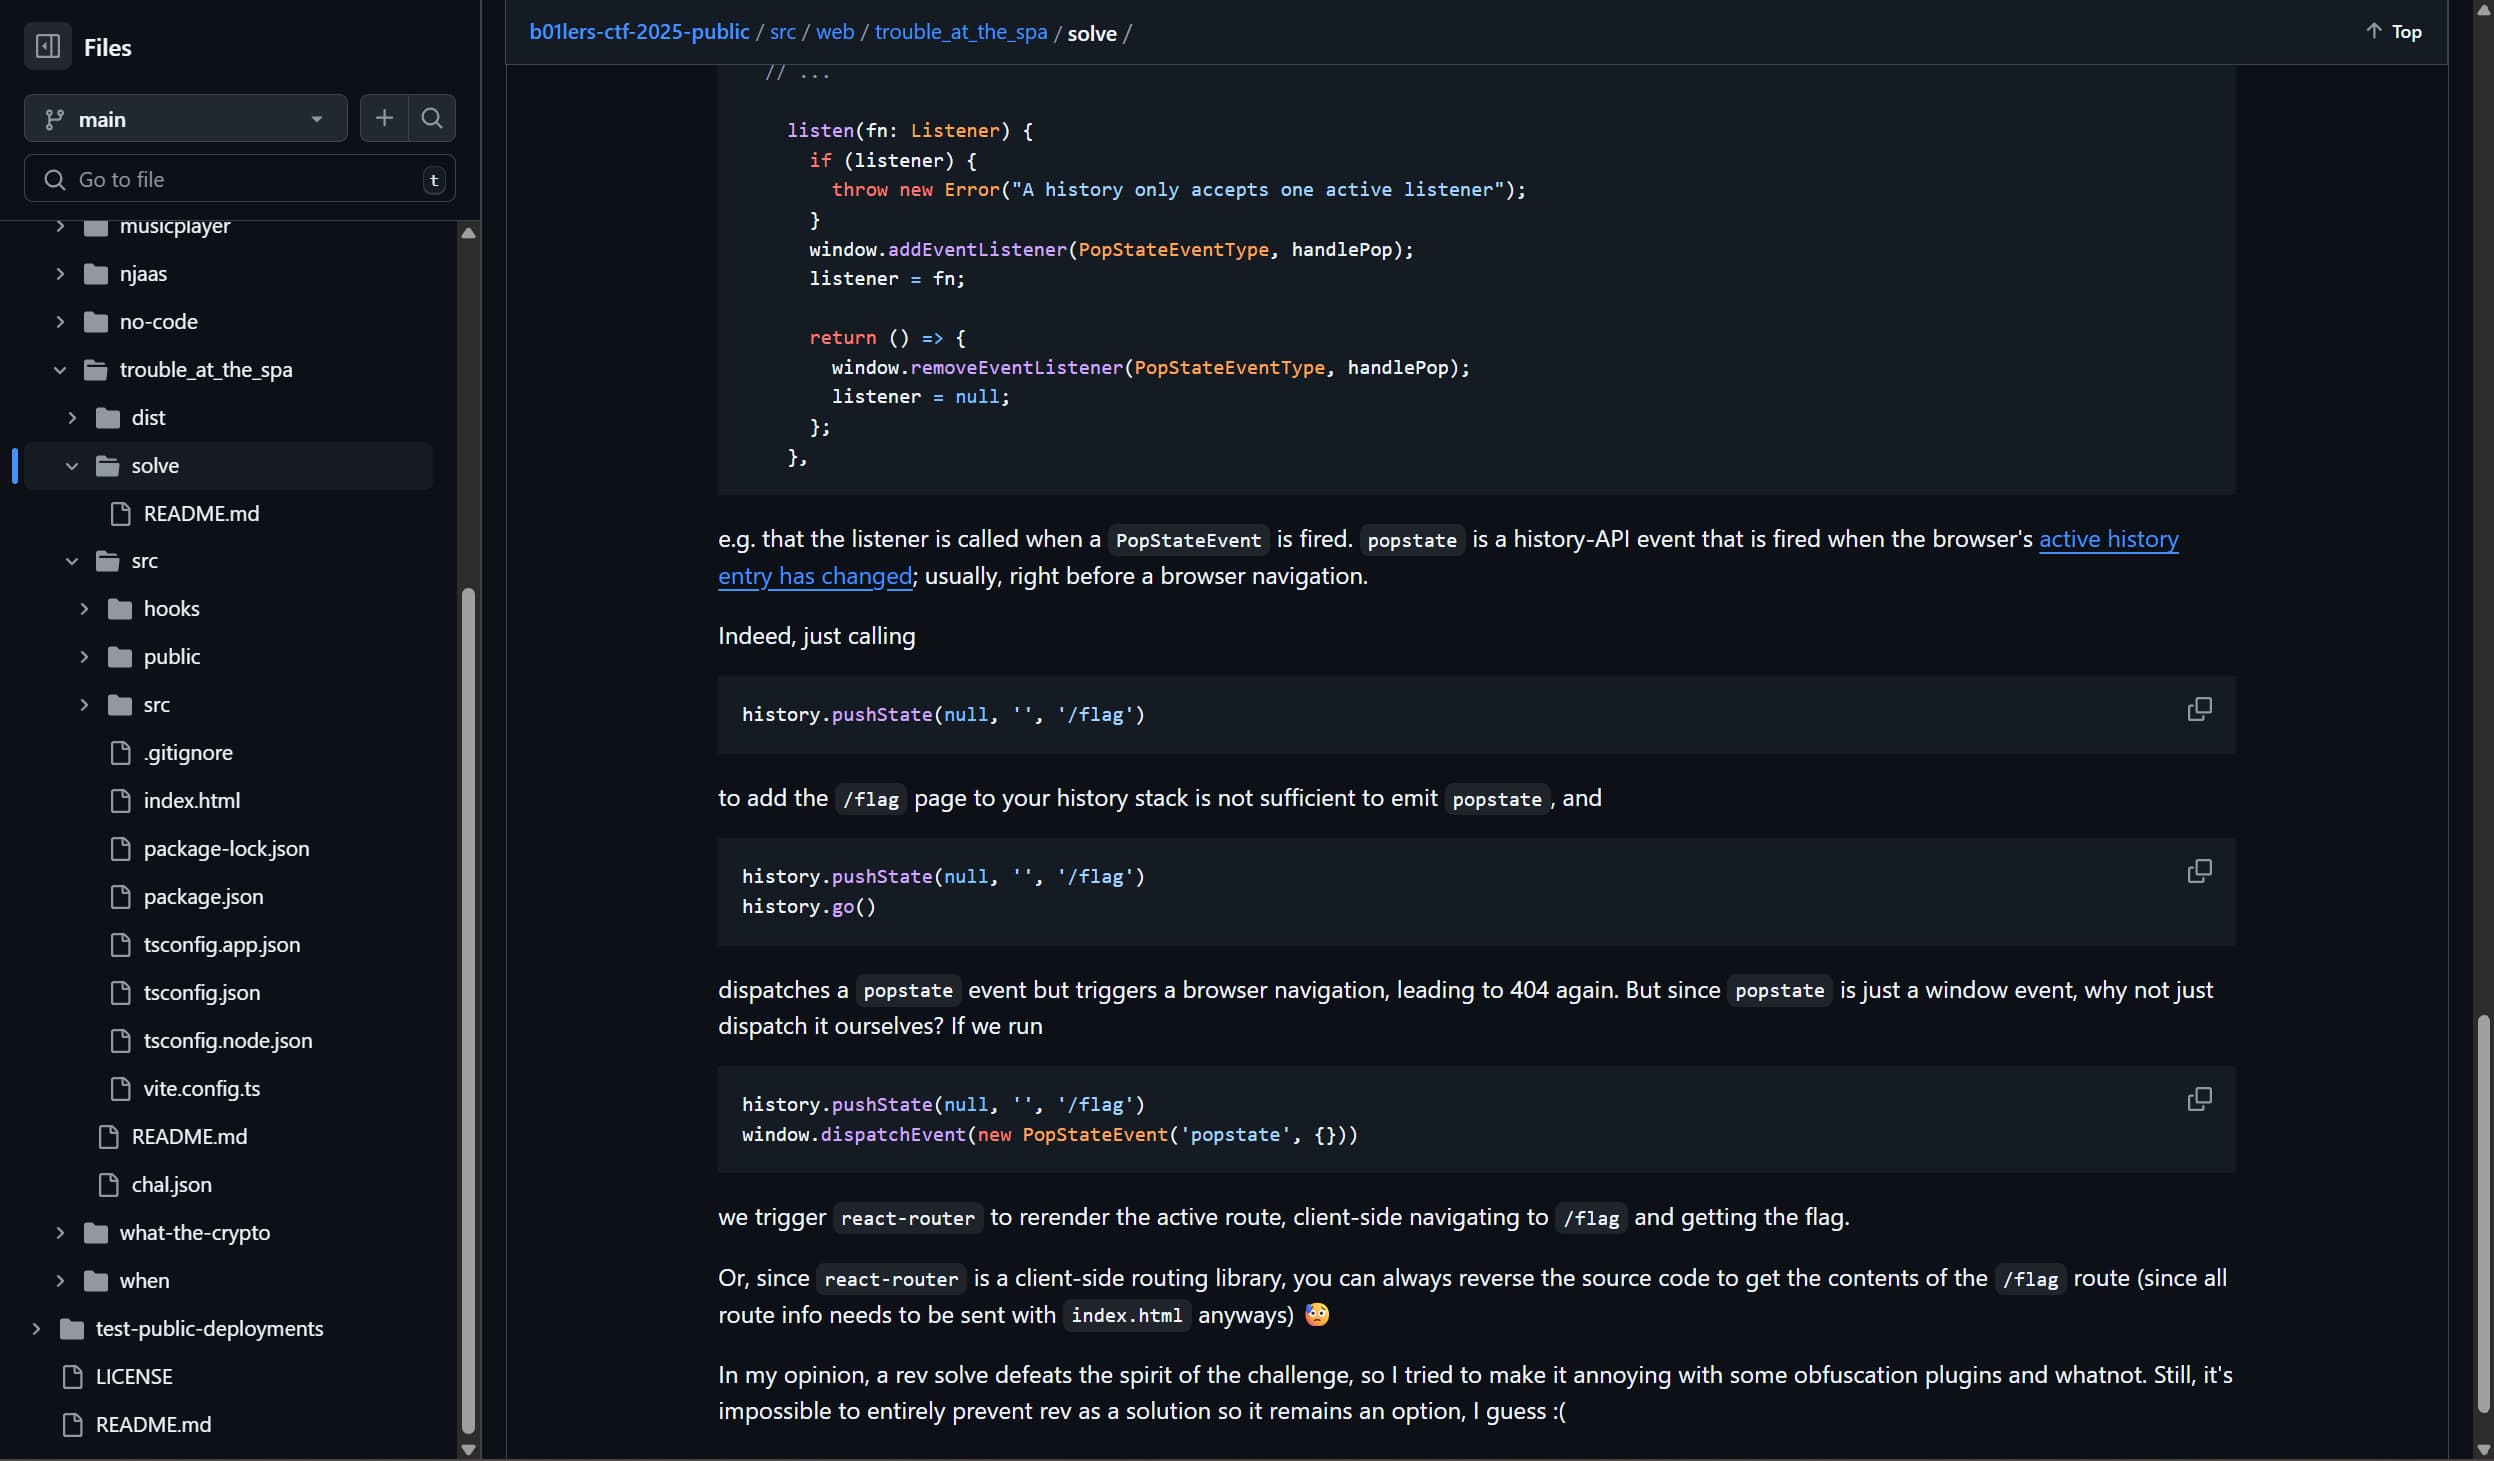 Files
main
Go to file
t
musicplayer
njaas
no-code
trouble_at_the_spa
dist
solve
README.md
src
hooks
public
src
.gitignore
index.html
package-lock.json
package.json
tsconfig.app.json
tsconfig.json
tsconfig.node.json
vite.config.ts
README.md
chal.json
what-the-crypto
when
test-public-deployments
LICENSE
README.md
b01lers-ctf-2025-public / src / web / trouble_at_the_spa / solve /
Top
// ...
listen(fn: Listener) {
if (listener) {
throw new Error("A history only accepts one active listener");
}
window.addEventListener(PopStateEventType, handlePop);
listener = fn;
return () => {
window.removeEventListener(PopStateEventType, handlePop);
listener = null;
};
},
e.g. that the listener is called when a PopStateEvent is fired. popstate is a history-API event that is fired when the browser's active history
entry has changed; usually, right before a browser navigation.
Indeed, just calling
history.pushState(null, '', '/flag')
to add the /flag page to your history stack is not sufficient to emit popstate, and
history.pushState(null, '', '/flag')
history.go()
dispatches a popstate event but triggers a browser navigation, leading to 404 again. But since popstate is just a window event, why not just
dispatch it ourselves? If we run
history.pushState(null, '', '/flag')
window.dispatchEvent(new PopStateEvent('popstate', {}))
we trigger react-router to rerender the active route, client-side navigating to /flag and getting the flag.
Or, since react-router is a client-side routing library, you can always reverse the source code to get the contents of the /flag route (since all
route info needs to be sent with index.html anyways) 😰
In my opinion, a rev solve defeats the spirit of the challenge, so I tried to make it annoying with some obfuscation plugins and whatnot. Still, it's
impossible to entirely prevent rev as a solution so it remains an option, I guess :(